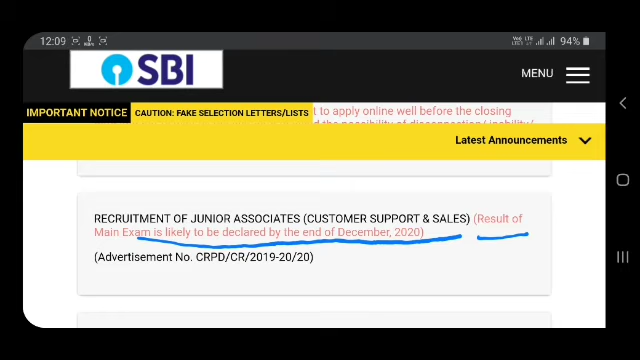 12:09
94%
SBI
MENU
IMPORTANT NOTICE
CAUTION: FAKE SELECTION LETTERS/LISTS
t to apply online well before the closing
Latest Announcements
RECRUITMENT OF JUNIOR ASSOCIATES (CUSTOMER SUPPORT & SALES) (Result of
Main Exam is likely to be declared by the end of December, 2020)
(Advertisement No. CRPD/CR/2019-20/20)